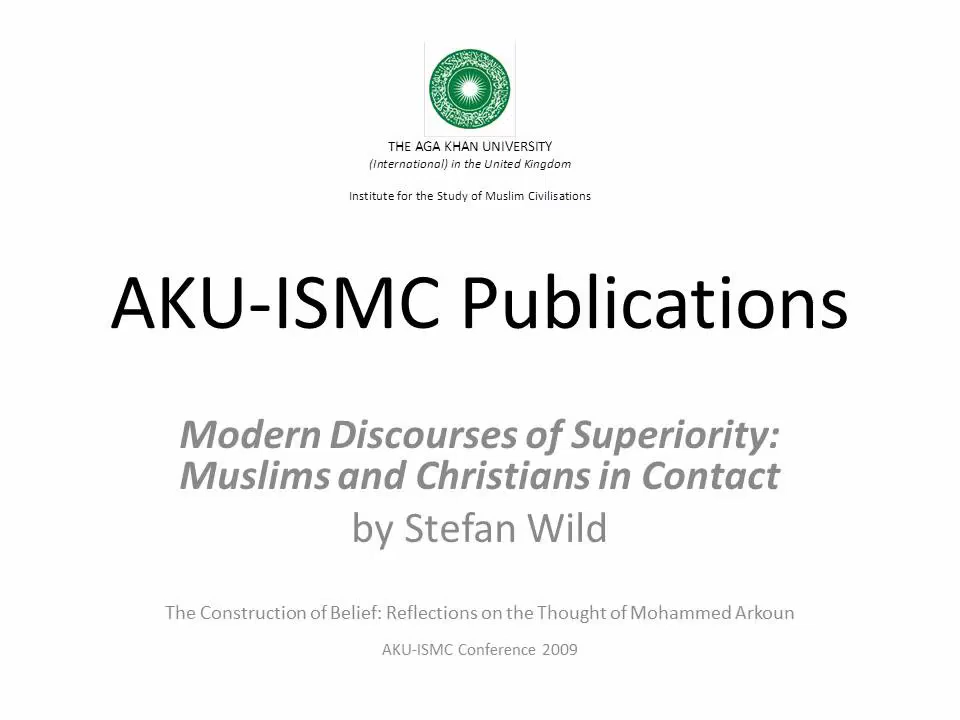 THE AGA KHAN UNIVERSITY
(International) in the United Kingdom
Institute for the Study of Muslim Civilisations
AKU-ISMC Publications
Modern Discourses of Superiority:
Muslims and Christians in Contact
by Stefan Wild
The Construction of Belief: Reflections on the Thought of Mohammed Arkoun
AKU-ISMC Conference 2009